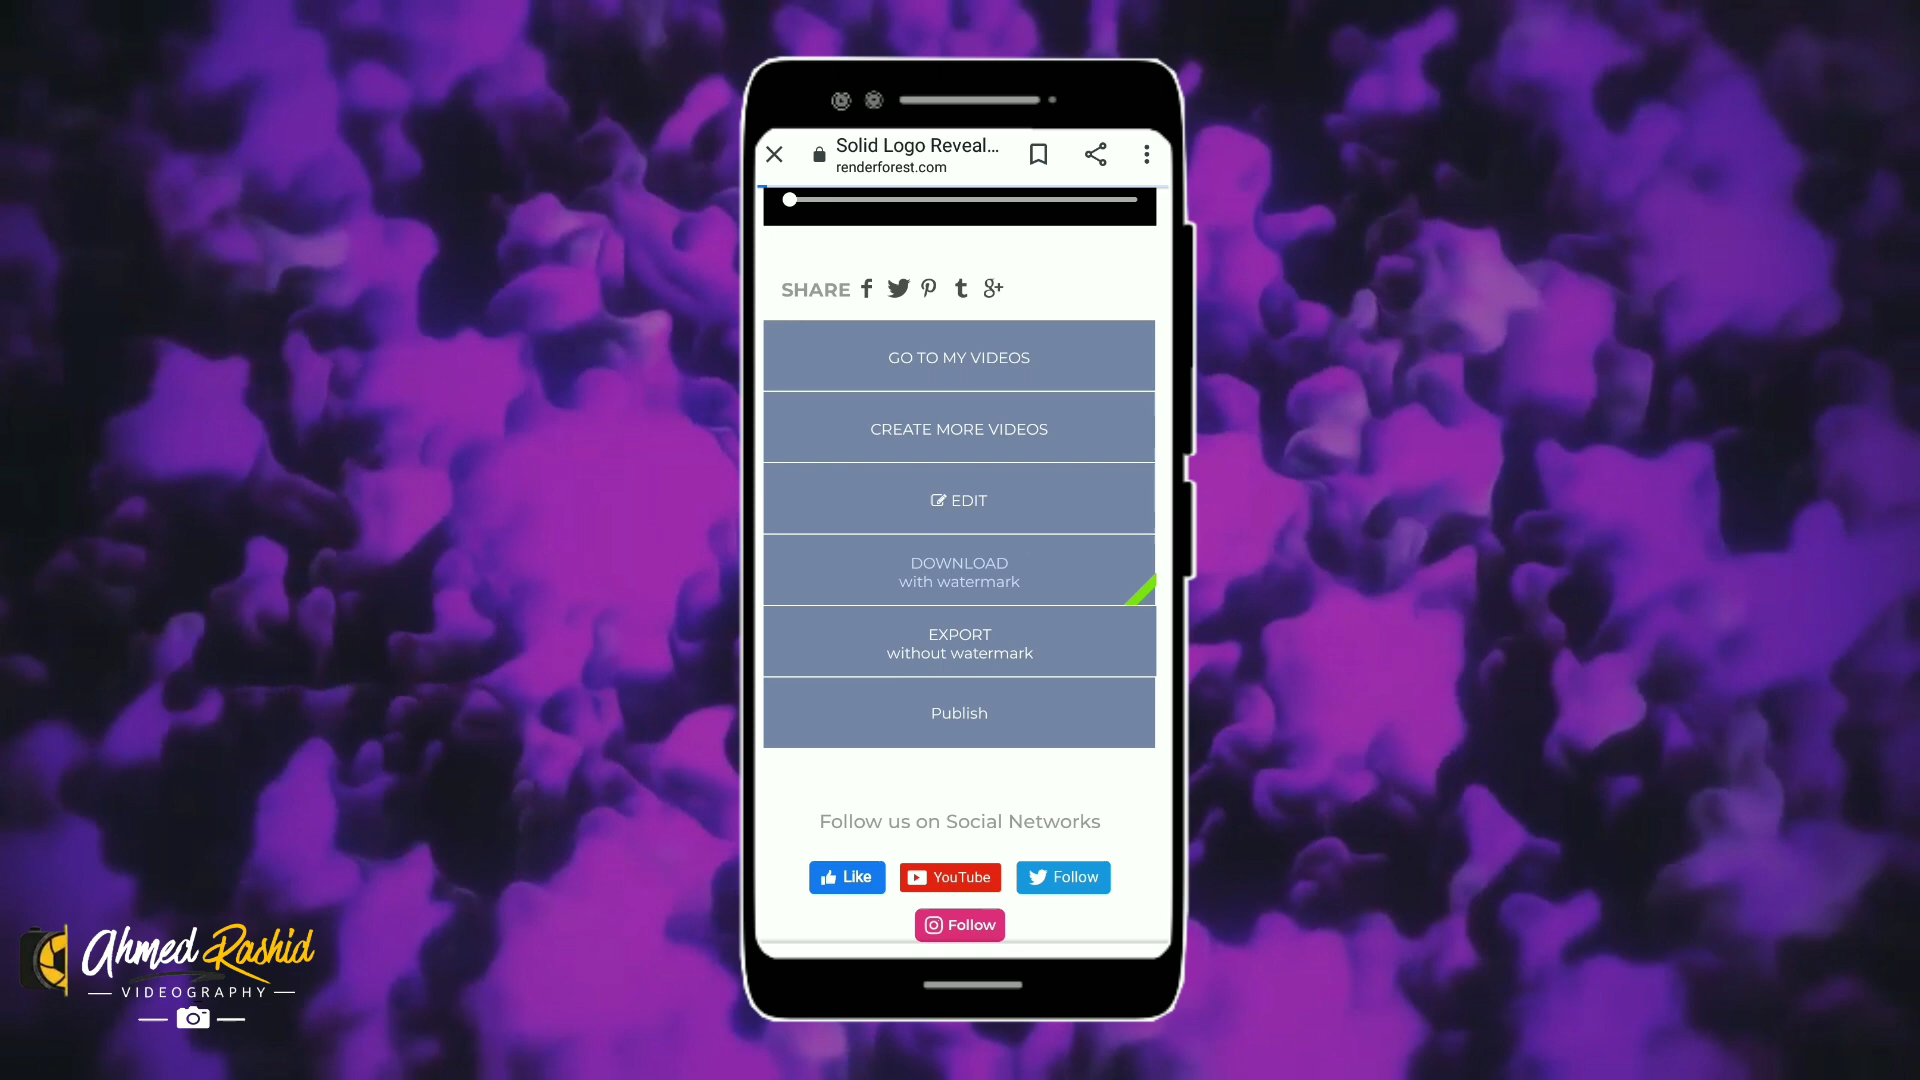 Solid Logo Reveal...
renderforest.com
SHARE
GO TO MY VIDEOS
CREATE MORE VIDEOS
EDIT
DOWNLOAD
with watermark
EXPORT
without watermark
Publish
Follow us on Social Networks
Like
YouTube
Follow
Follow
Ahmed Rashid
VIDEOGRAPHY